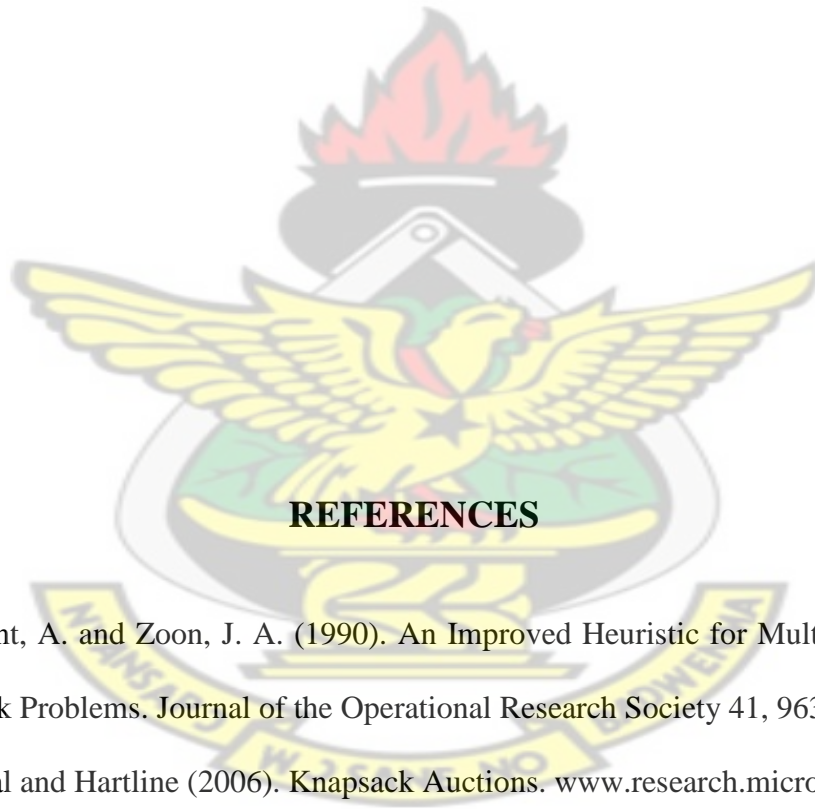 REFERENCES
nt, A. and Zoon, J. A. (1990). An Improved Heuristic for Mult
k Problems. Journal of the Operational Research Society 41, 963
al and Hartline (2006). Knapsack Auctions. www.research.micro
NO